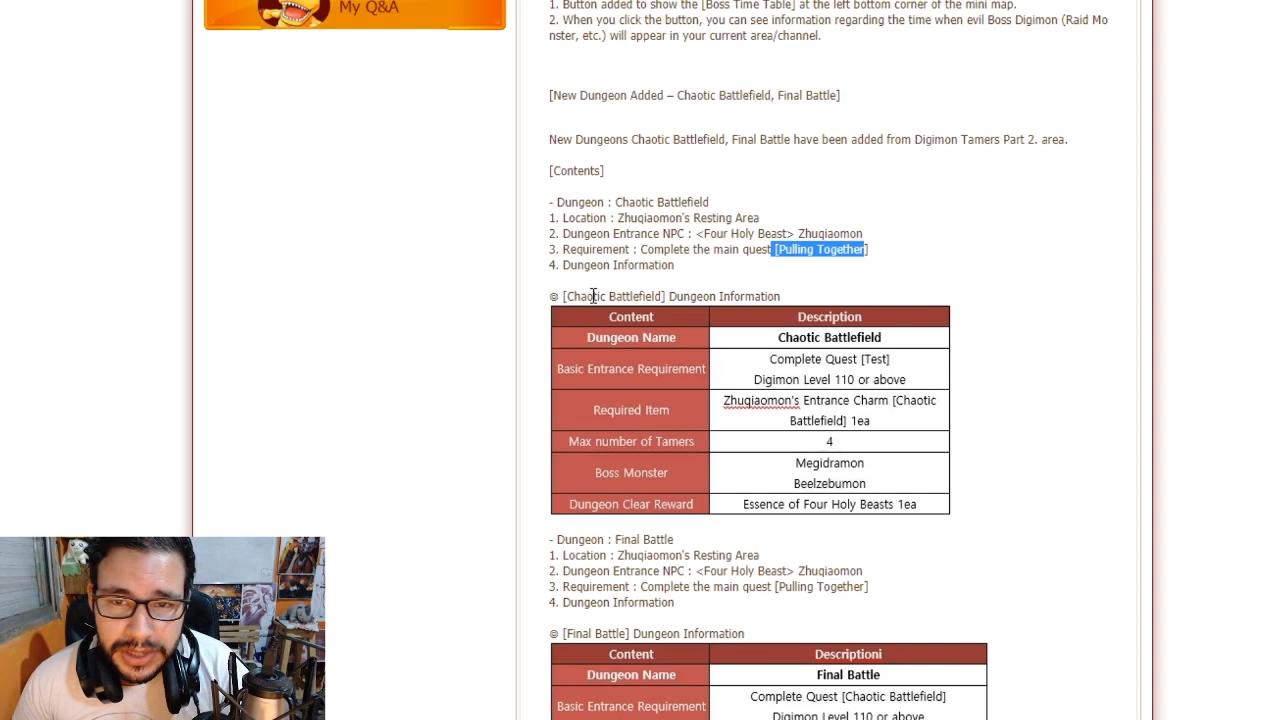 My Q&A
1. Button added to show the [Boss Time Table] at the left bottom corner of the mini map.
2. When you click the button, you can see information regarding the time when evil Boss Digimon (Raid Mo
nster, etc.) will appear in your current area/channel.
[New Dungeon Added – Chaotic Battlefield, Final Battle]
New Dungeons Chaotic Battlefield, Final Battle have been added from Digimon Tamers Part 2. area.
[Contents]
- Dungeon : Chaotic Battlefield
1. Location : Zhuqiaomon's Resting Area
2. Dungeon Entrance NPC : <Four Holy Beast> Zhuqiaomon
3. Requirement : Complete the main quest [Pulling Together]
4. Dungeon Information
◎ [Chaotic Battlefield] Dungeon Information
Content Description
Dungeon Name Chaotic Battlefield
Basic Entrance Requirement Complete Quest [Test]
Digimon Level 110 or above
Required Item Zhuqiaomon's Entrance Charm [Chaotic
Battlefield] 1ea
Max number of Tamers 4
Boss Monster Megidramon
Beelzebumon
Dungeon Clear Reward Essence of Four Holy Beasts 1ea
- Dungeon : Final Battle
1. Location : Zhuqiaomon's Resting Area
2. Dungeon Entrance NPC : <Four Holy Beast> Zhuqiaomon
3. Requirement : Complete the main quest [Pulling Together]
4. Dungeon Information
◎ [Final Battle] Dungeon Information
Content Descriptioni
Dungeon Name Final Battle
Basic Entrance Requirement Complete Quest [Chaotic Battlefield]
Digimon Level 110 or above